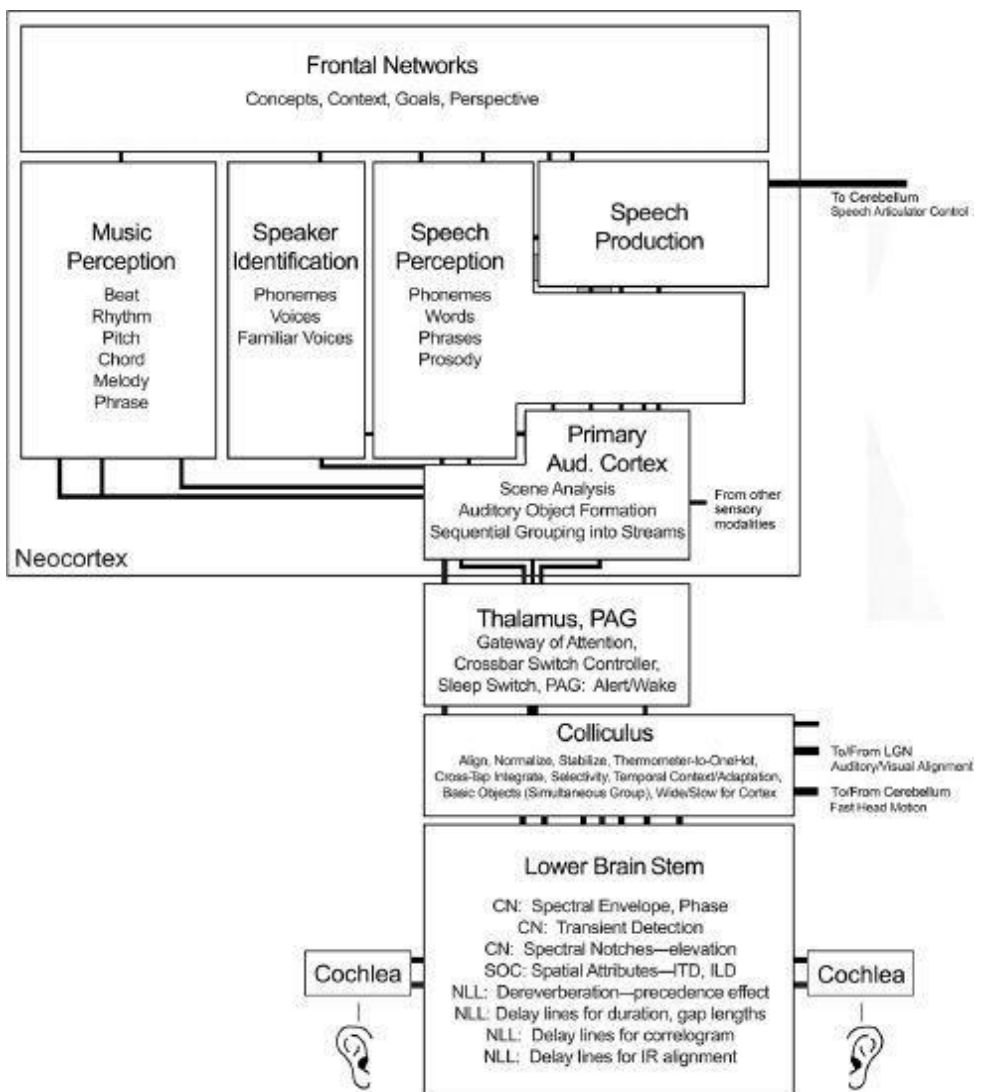 Frontal Networks
Concepts, Context, Goals, Perspective
Music
Perception
Beat
Rhythm
Pitch
Chord
Melody
Phrase
Speaker
Identification
Phonemes
Voices
Familiar Voices
Speech
Perception
Phonemes
Words
Phrases
Prosody
Speech
Production
To Cerebellum
Speech Articulator Control
Primary
Aud. Cortex
Scene Analysis
Auditory Object Formation
Sequential Grouping into Streams
From other
sensory
modalities
Neocortex
Thalamus, PAG
Gateway of Attention,
Crossbar Switch Controller,
Sleep Switch, PAG: Alert/Wake
Colliculus
Align, Normalize, Stabilize, Thermometer-to-OneHot,
Cross-Tap Integrate, Selectivity, Temporal Context/Adaptation,
Basic Objects (Simultaneous Group), Wide/Slow for Cortex
To/From LGN
Auditory/Visual Alignment
To/From Cerebellum
Fast Head Motion
Lower Brain Stem
CN: Spectral Envelope, Phase
CN: Transient Detection
CN: Spectral Notches—elevation
SOC: Spatial Attributes—ITD, ILD
NLL: Dereverberation—precedence effect
NLL: Delay lines for duration, gap lengths
NLL: Delay lines for correlogram
NLL: Delay lines for IR alignment
Cochlea
Cochlea